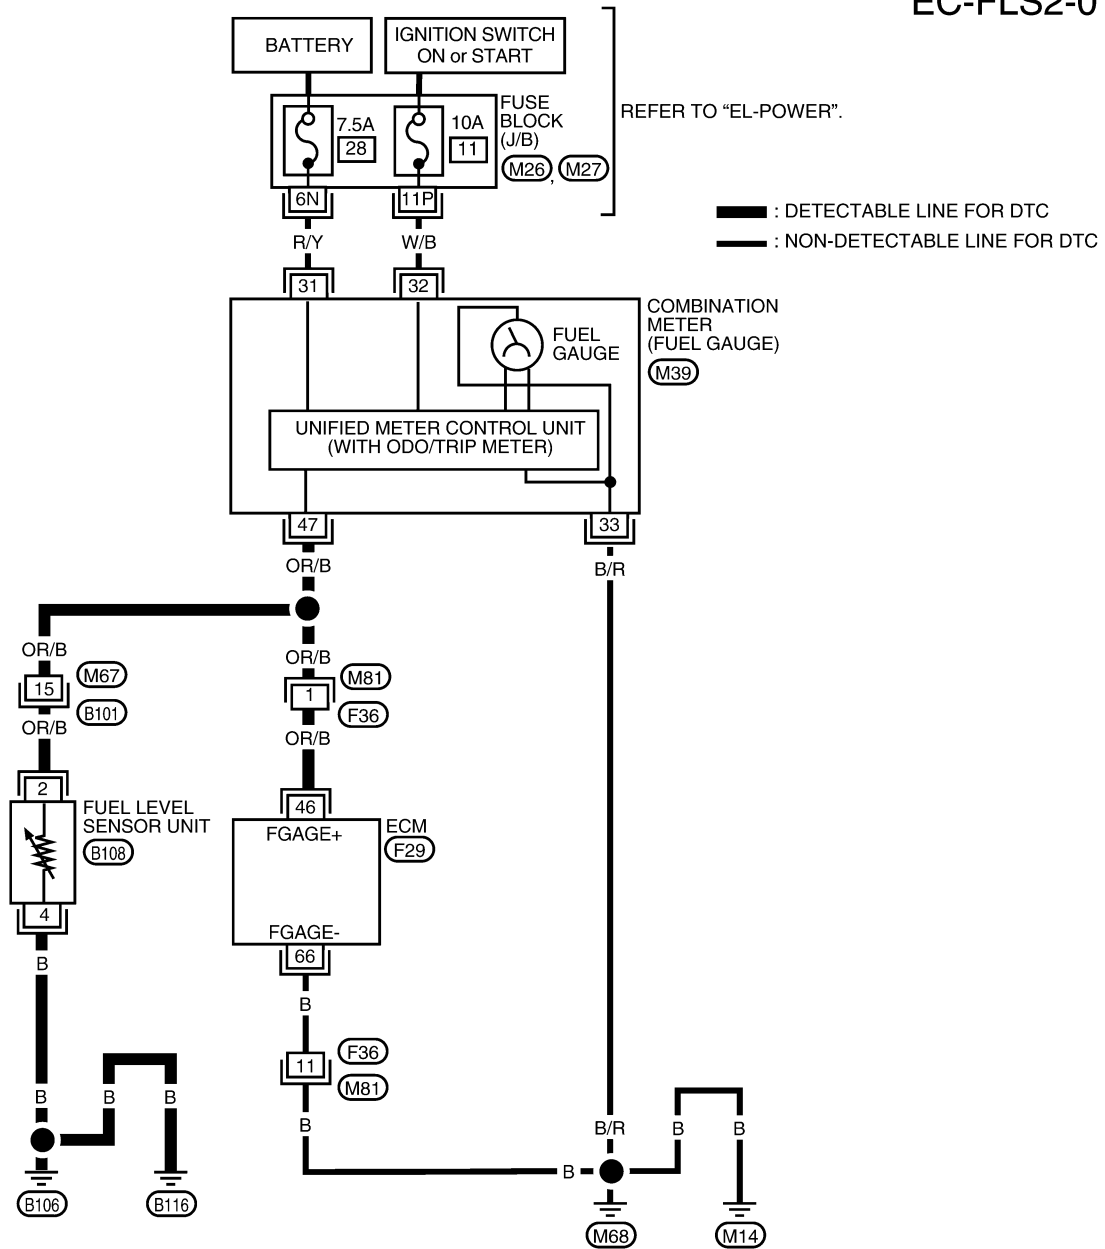 EC-FLS2-0
BATTERY
IGNITION SWITCH
ON or START
FUSE
BLOCK
(J/B)
7.5A
28
10A
11
M26 , M27
REFER TO “EL-POWER”.
6N
11P
: DETECTABLE LINE FOR DTC
: NON-DETECTABLE LINE FOR DTC
R/Y
W/B
31
32
COMBINATION
METER
(FUEL GAUGE)
M39
FUEL
GAUGE
UNIFIED METER CONTROL UNIT
(WITH ODO/TRIP METER)
47
33
OR/B
B/R
OR/B
OR/B
15
M67
B101
1
M81
F36
OR/B
OR/B
2
46
FUEL LEVEL
SENSOR UNIT
B108
FGAGE+
ECM
F29
4
FGAGE-
66
B
B
11
F36
M81
B
B
B
B
B/R
B
B
B
B106
B116
M68
M14